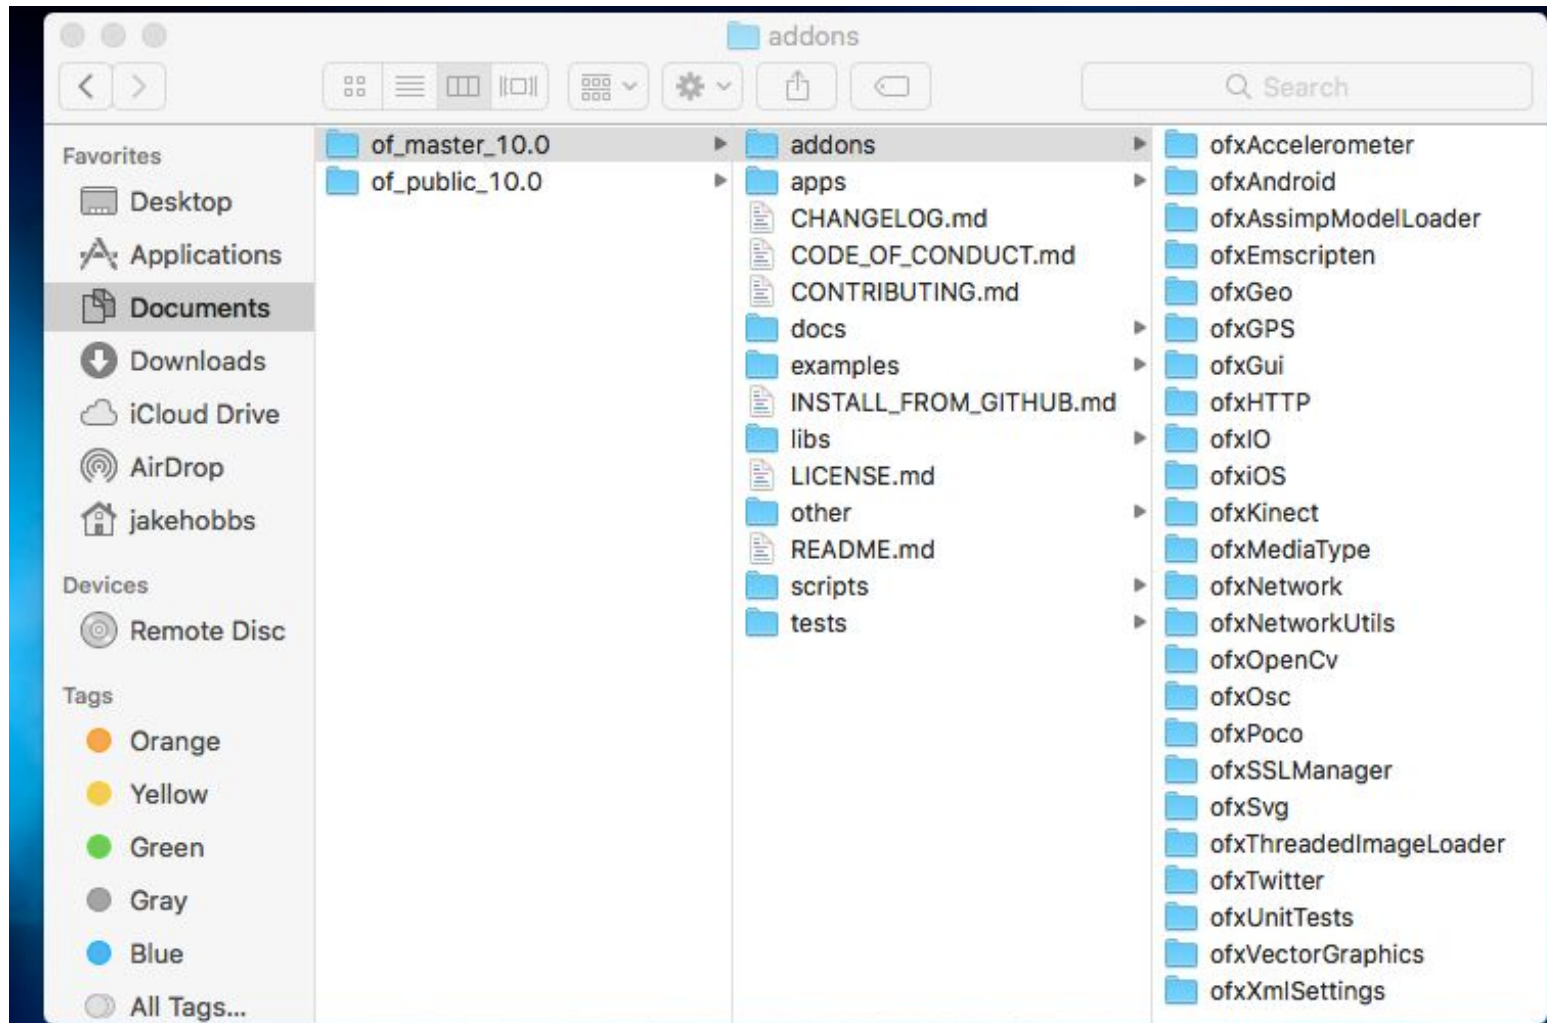 addons
Search
Favorites
Desktop
Applications
Documents
Downloads
iCloud Drive
AirDrop
jakehobbs
Devices
Remote Disc
Tags
Orange
Yellow
Green
Gray
Blue
All Tags...
of_master_10.0
of_public_10.0
addons
apps
CHANGELOG.md
CODE_OF_CONDUCT.md
CONTRIBUTING.md
docs
examples
INSTALL_FROM_GITHUB.md
libs
LICENSE.md
other
README.md
scripts
tests
ofxAccelerometer
ofxAndroid
ofxAssimpModelLoader
ofxEmscripten
ofxGeo
ofxGPS
ofxGui
ofxHTTP
ofxIO
ofxiOS
ofxKinect
ofxMediaType
ofxNetwork
ofxNetworkUtils
ofxOpenCv
ofxOsc
ofxPoco
ofxSSLManager
ofxSvg
ofxThreadedImageLoader
ofxTwitter
ofxUnitTests
ofxVectorGraphics
ofxXmlSettings